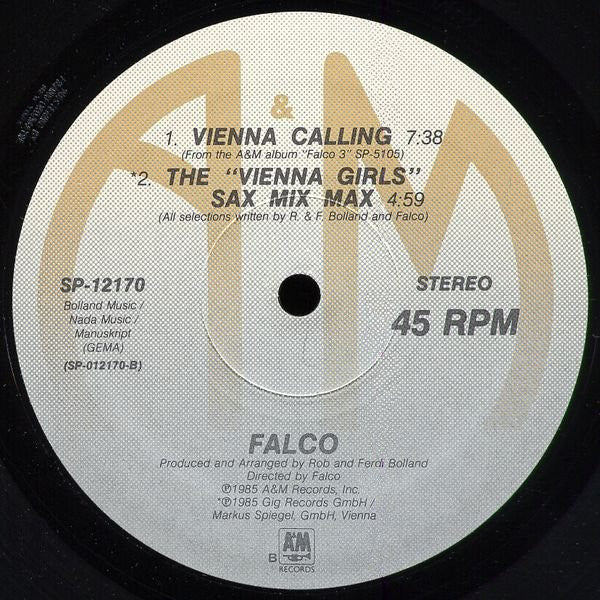 A&M
1. VIENNA CALLING 7:38
(From the A&M album "Falco 3" SP-5105)
*2. THE "VIENNA GIRLS"
SAX MIX MAX 4:59
(All selections written by R. & F. Bolland and Falco)
SP-12170
Bolland Music /
Nada Music /
Manuskript
(GEMA)
(SP-012170-B)
STEREO
45 RPM
FALCO
Produced and Arranged by Rob and Ferdi Bolland
Directed by Falco
℗1985 A&M Records, Inc.
*℗1985 Gig Records GmbH /
Markus Spiegel, GmbH, Vienna
B
A&M
RECORDS